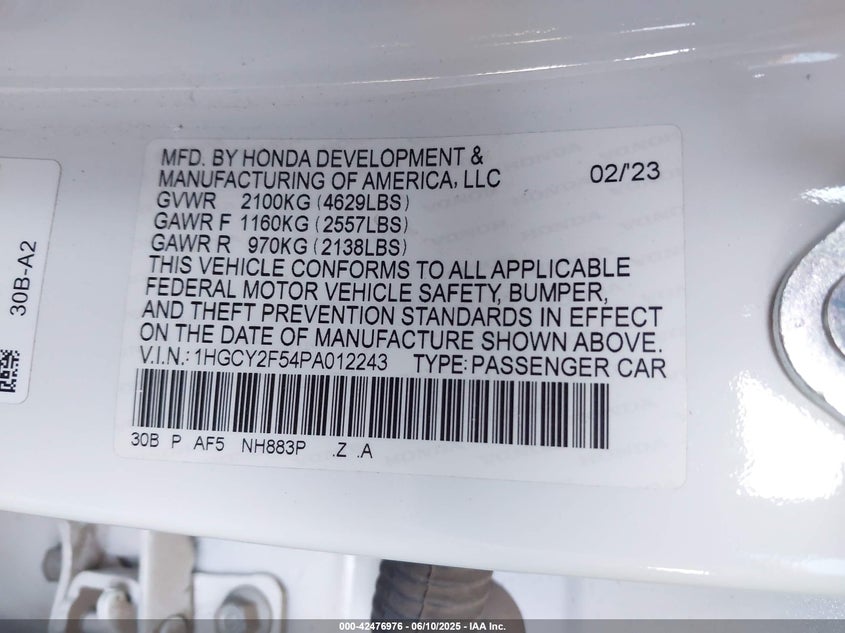 MFD. BY HONDA DEVELOPMENT &
MANUFACTURING OF AMERICA, LLC 02/'23
GVWR 2100KG (4629LBS)
GAWR F 1160KG (2557LBS)
GAWR R 970KG (2138LBS)
THIS VEHICLE CONFORMS TO ALL APPLICABLE
FEDERAL MOTOR VEHICLE SAFETY, BUMPER,
AND THEFT PREVENTION STANDARDS IN EFFECT
ON THE DATE OF MANUFACTURE SHOWN ABOVE.
V.I.N.: 1HGCY2F54PA012243 TYPE: PASSENGER CAR
30B P AF5 NH883P .Z .A
30B-A2
000-42476976 - 06/10/2025 - IAA Inc.